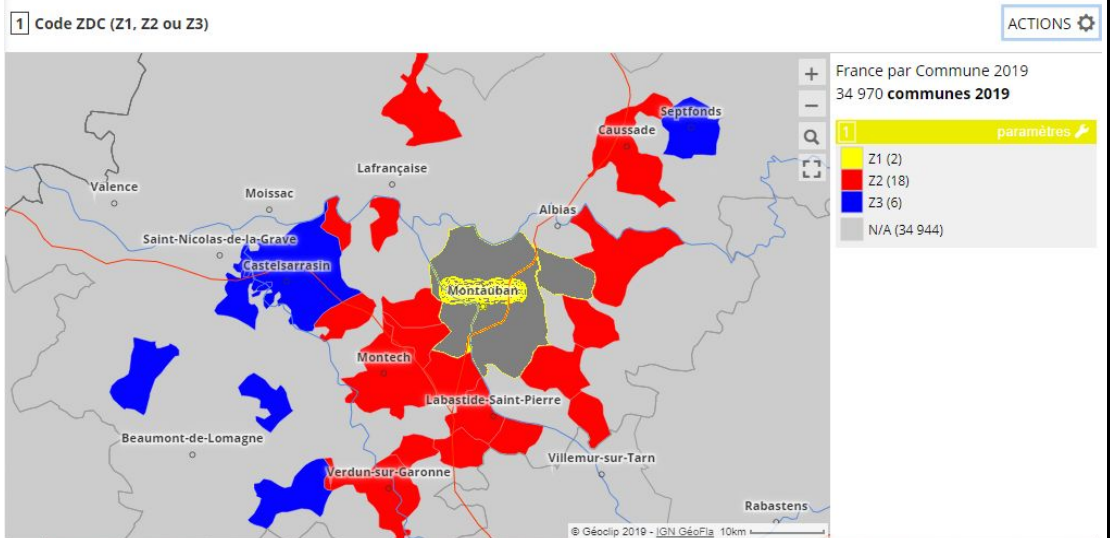 1 Code ZDC (Z1, Z2 ou Z3)
ACTIONS
France par Commune 2019
34 970 communes 2019
1 paramètres
Z1 (2)
Z2 (18)
Z3 (6)
N/A (34 944)
+
−
Septfonds
Caussade
Lafrançaise
Valence
Moissac
Albias
Saint-Nicolas-de-la-Grave
Castelsarrasin
Montauban
Montech
Labastide-Saint-Pierre
Beaumont-de-Lomagne
Villemur-sur-Tarn
Verdun-sur-Garonne
Rabastens
© Géoclip 2019 - IGN GéoFla 10km